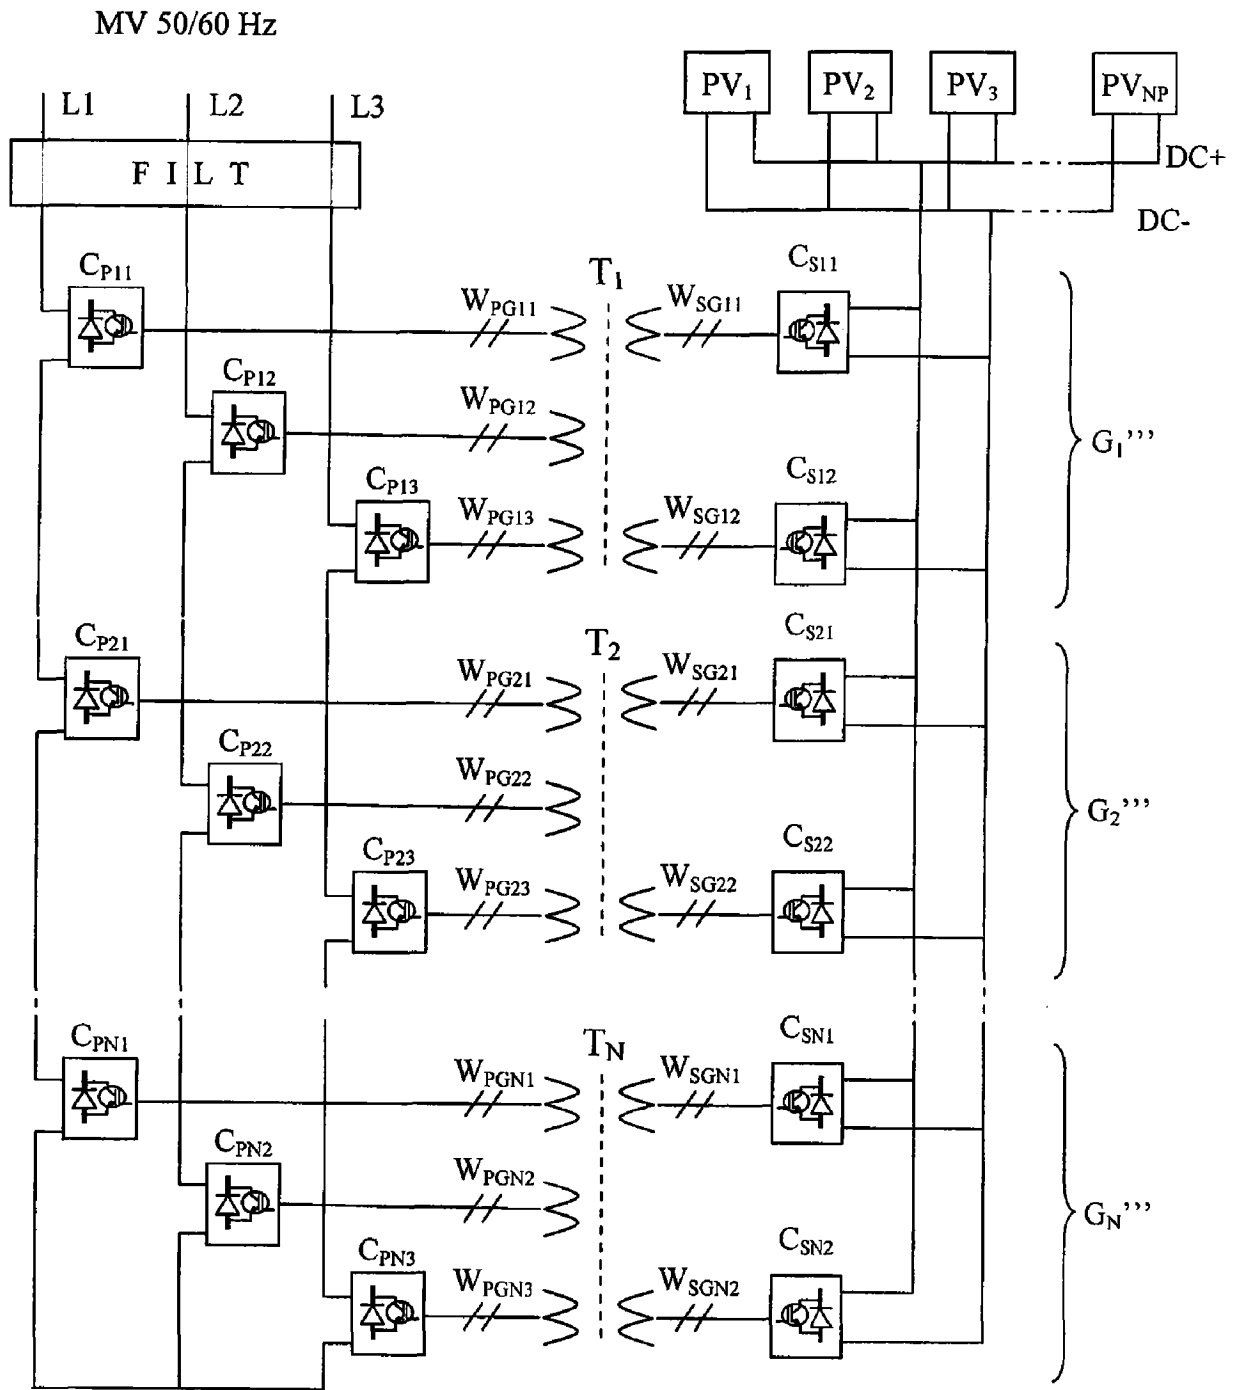 MV 50/60 Hz
L1 L2 L3
PV1 PV2 PV3 PVNP
F I L T
DC+
DC-
CP11 WPG11 T1 WSG11 CS11
CP12 WPG12
G1'''
CP13 WPG13 WSG12 CS12
CP21 WPG21 T2 WSG21 CS21
CP22 WPG22
G2'''
CP23 WPG23 WSG22 CS22
CPN1 WPGN1 TN WSGN1 CSN1
CPN2 WPGN2
GN'''
CPN3 WPGN3 WSGN2 CSN2